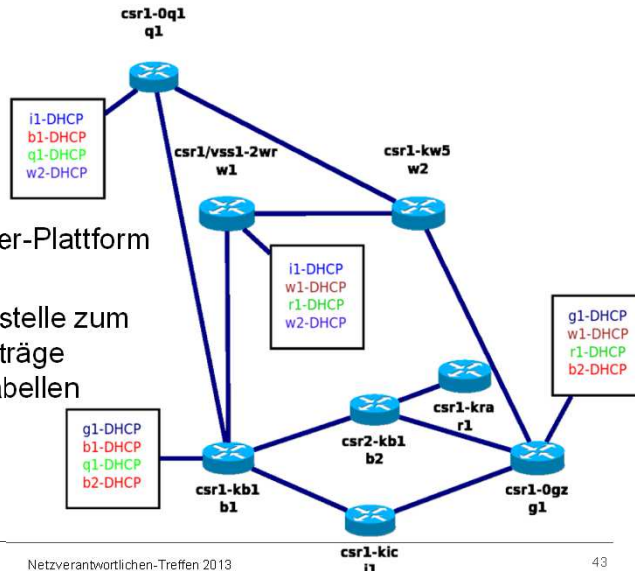 csr1-0q1
q1
i1-DHCP
b1-DHCP
q1-DHCP
w2-DHCP
csr1/vss1-2wr
w1
csr1-kw5
w2
er-Plattform
i1-DHCP
w1-DHCP
r1-DHCP
w2-DHCP
stelle zum
träge
abellen
g1-DHCP
w1-DHCP
r1-DHCP
b2-DHCP
csr1-kra
r1
g1-DHCP
b1-DHCP
q1-DHCP
b2-DHCP
csr2-kb1
b2
csr1-kb1
b1
csr1-0gz
g1
csr1-kic
i1
Netzverantwortlichen-Treffen 2013
43